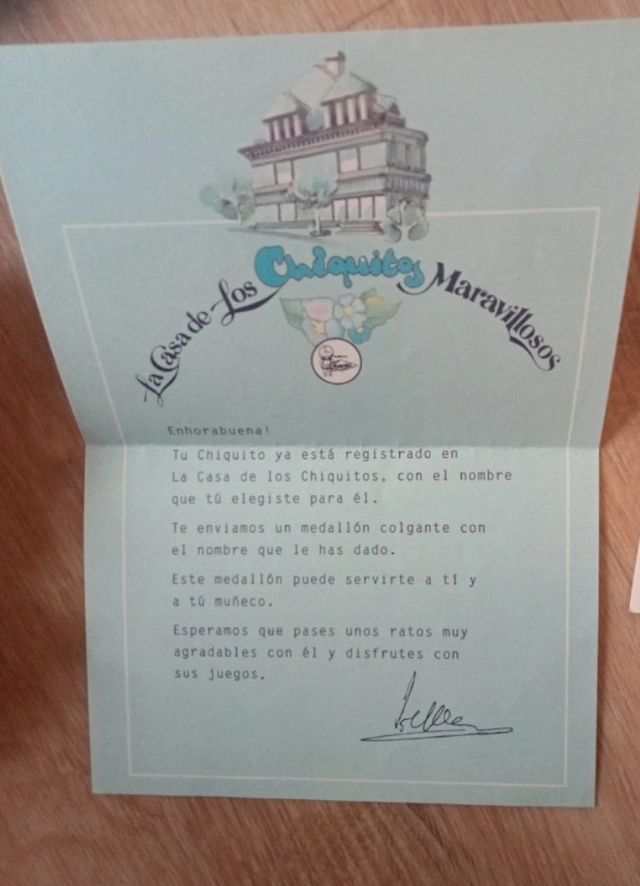 La Casa de Los Chiquitos Maravillosos
Enhorabuena!
Tu Chiquito ya está registrado en
La Casa de los Chiquitos, con el nombre
que tú elegiste para él.
Te enviamos un medallón colgante con
el nombre que le has dado.
Este medallón puede servirte a tí y
a tú muñeco.
Esperamos que pases unos ratos muy
agradables con él y disfrutes con
sus juegos.